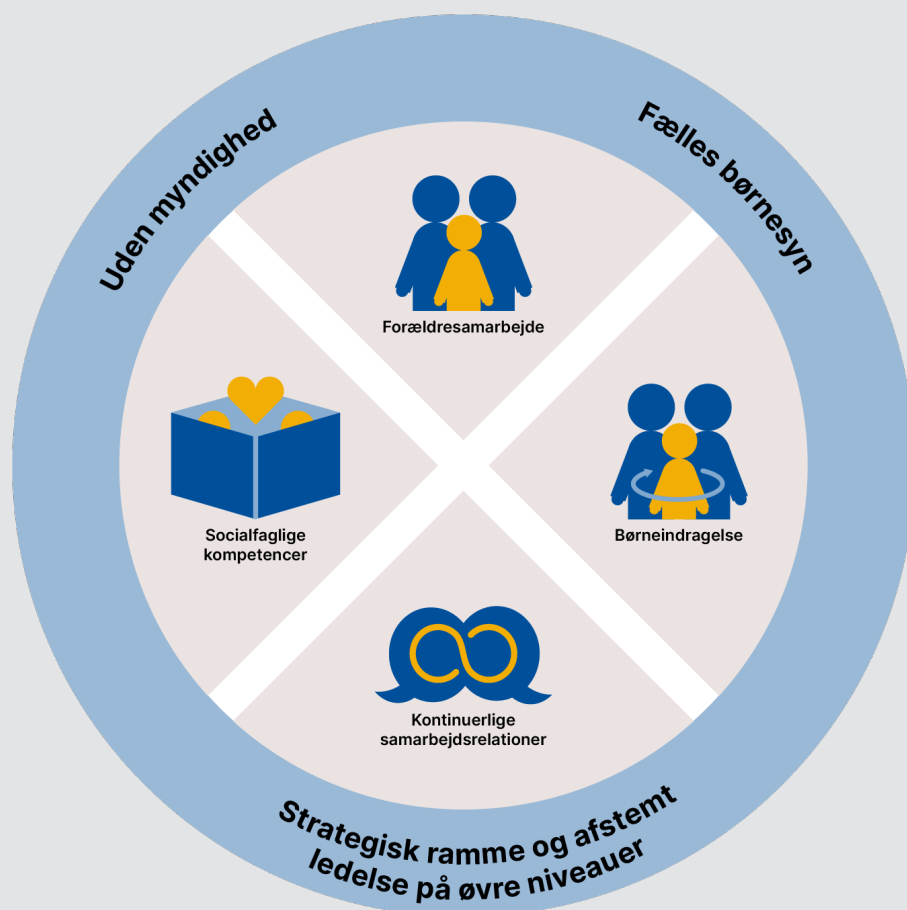 Uden myndighed
Fælles børnesyn
Forældresamarbejde
Socialfaglige
kompetencer
Børneindragelse
Kontinuerlige
samarbejdsrelationer
Strategisk ramme og afstemt
ledelse på øvre niveauer